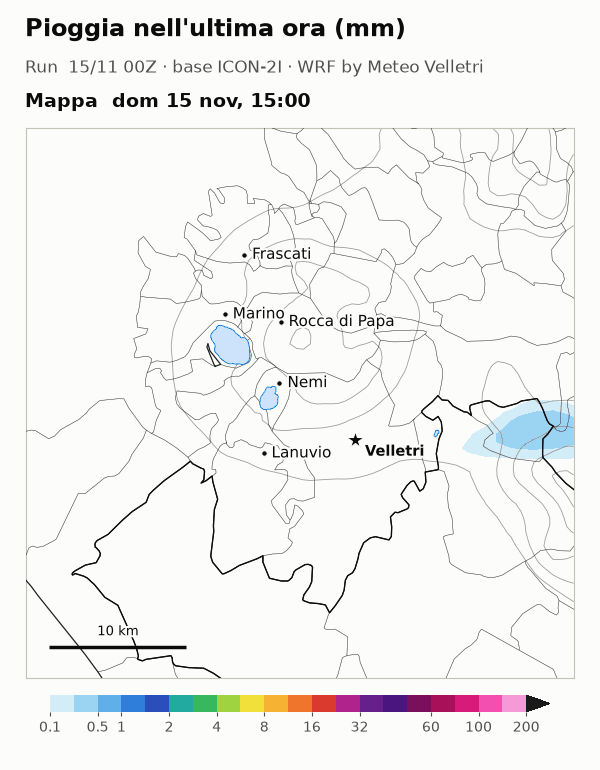 Pioggia nell'ultima ora (mm)
Run  15/11 00Z · base ICON-2I · WRF by Meteo Velletri
Mappa  dom 15 nov, 15:00
Frascati
Marino
Rocca di Papa
Nemi
Velletri
Lanuvio
10 km
0.1 0.5 1 2 4 8 16 32 60 100 200